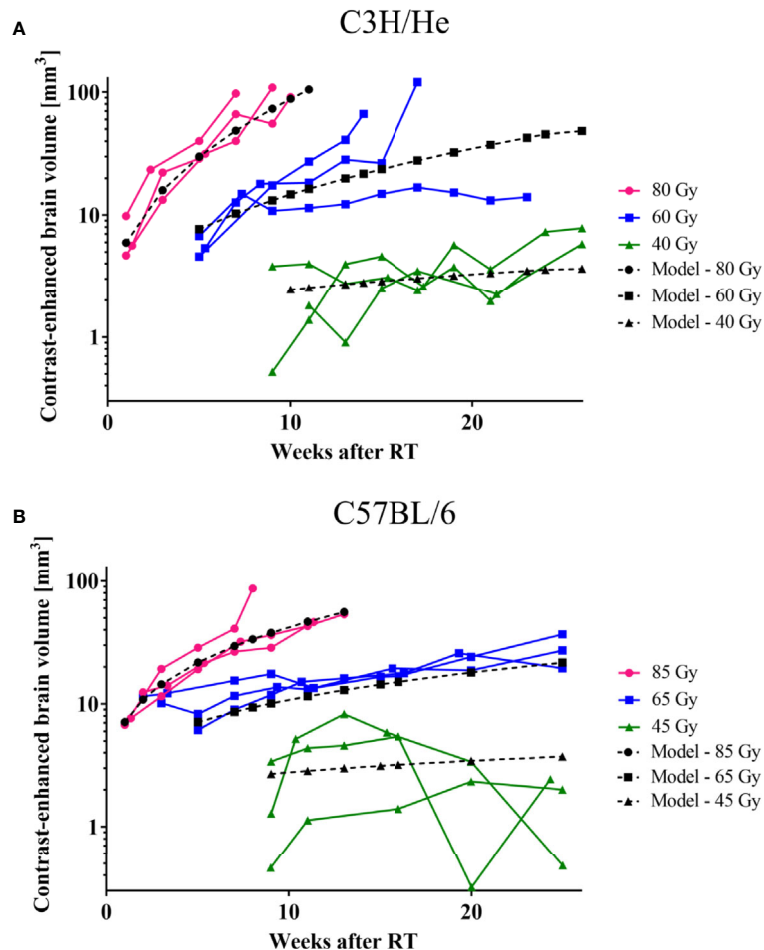 A
C3H/He
Contrast-enhanced brain volume [mm³]
100
10
1
0
10
20
Weeks after RT
80 Gy
60 Gy
40 Gy
Model - 80 Gy
Model - 60 Gy
Model - 40 Gy
B
C57BL/6
Contrast-enhanced brain volume [mm³]
100
10
1
0
10
20
Weeks after RT
85 Gy
65 Gy
45 Gy
Model - 85 Gy
Model - 65 Gy
Model - 45 Gy